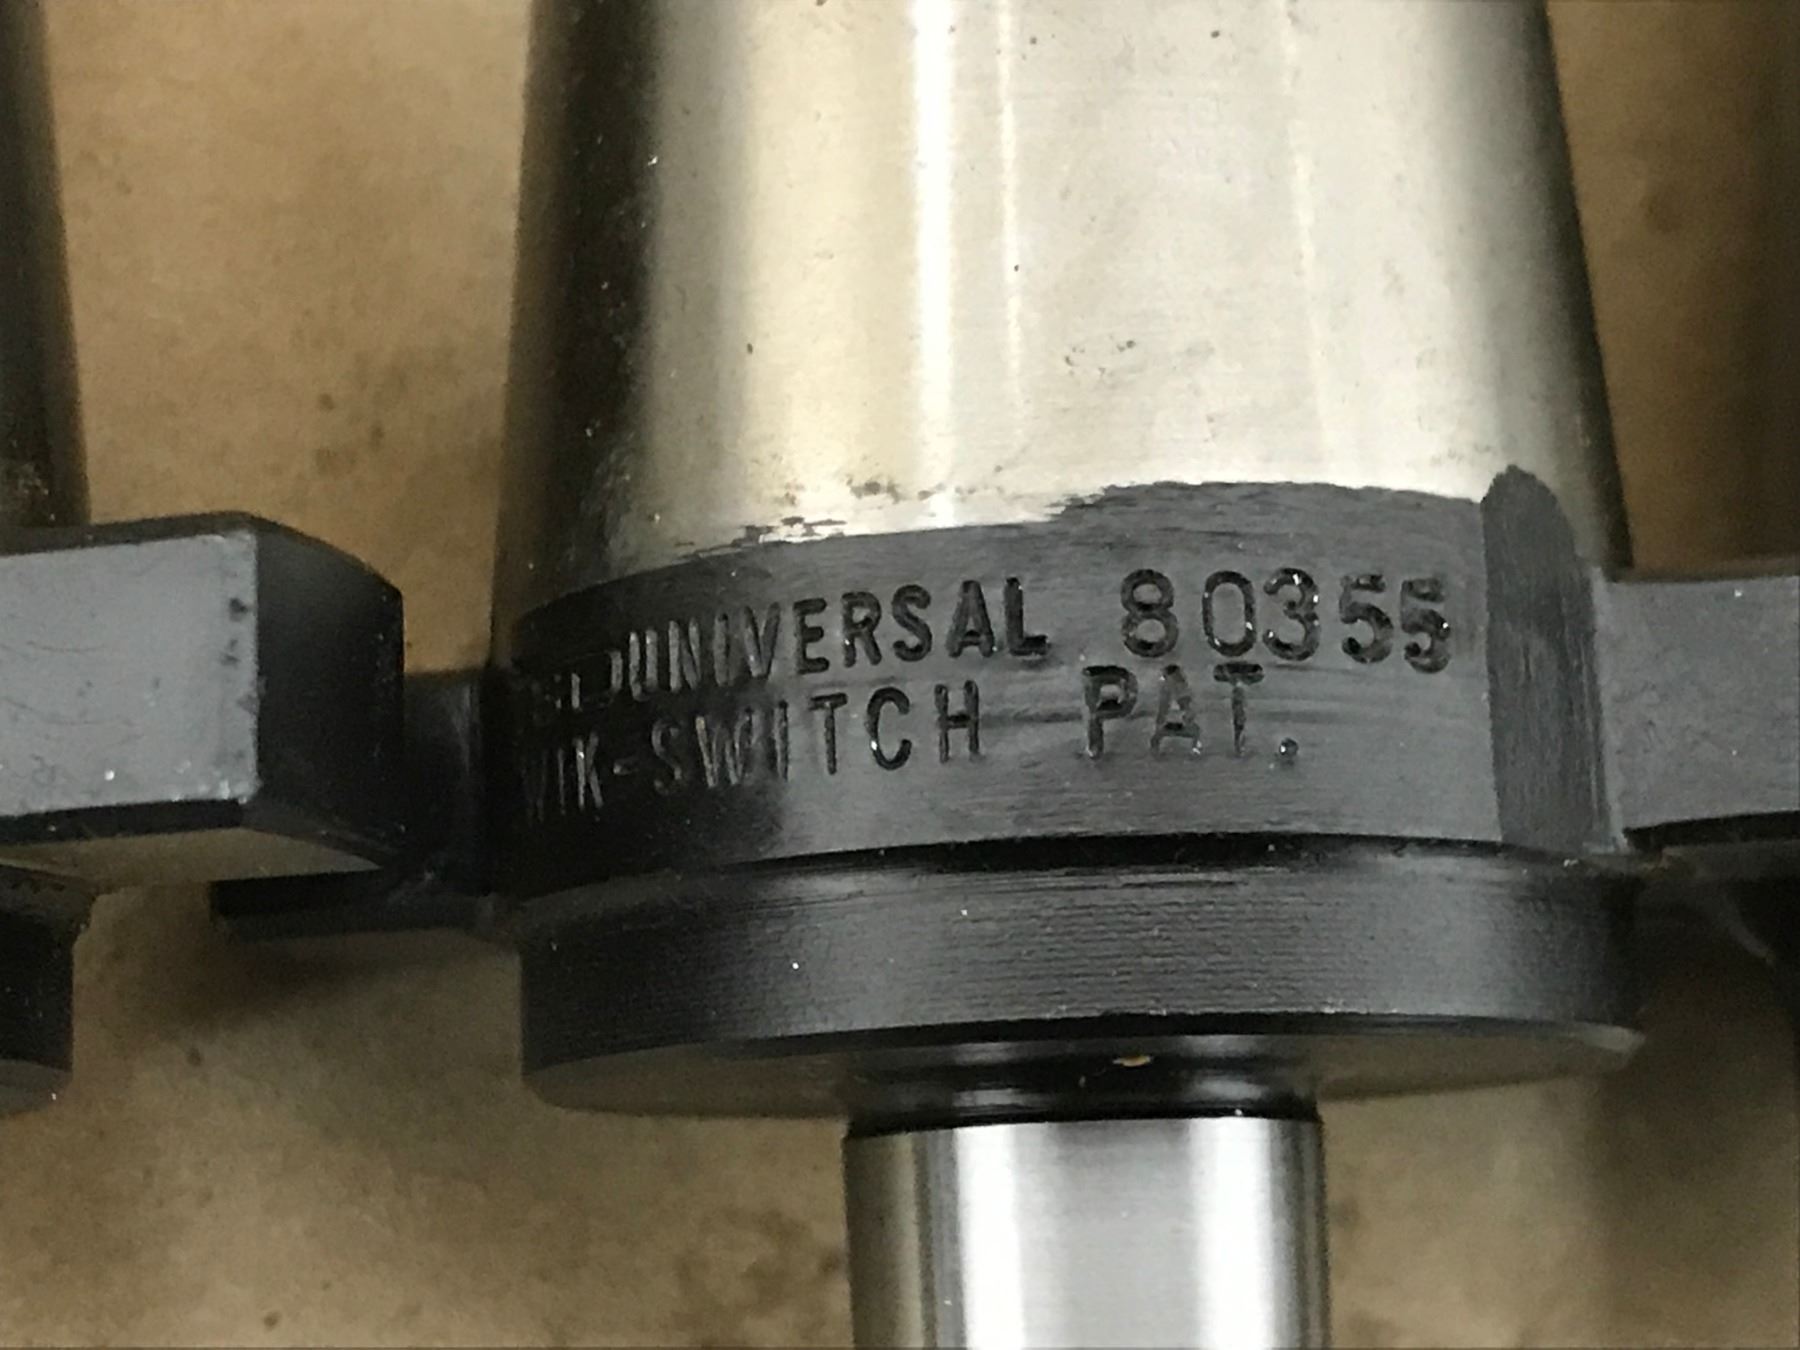 UNIVERSAL 80355
WIK-SWITCH PAT.